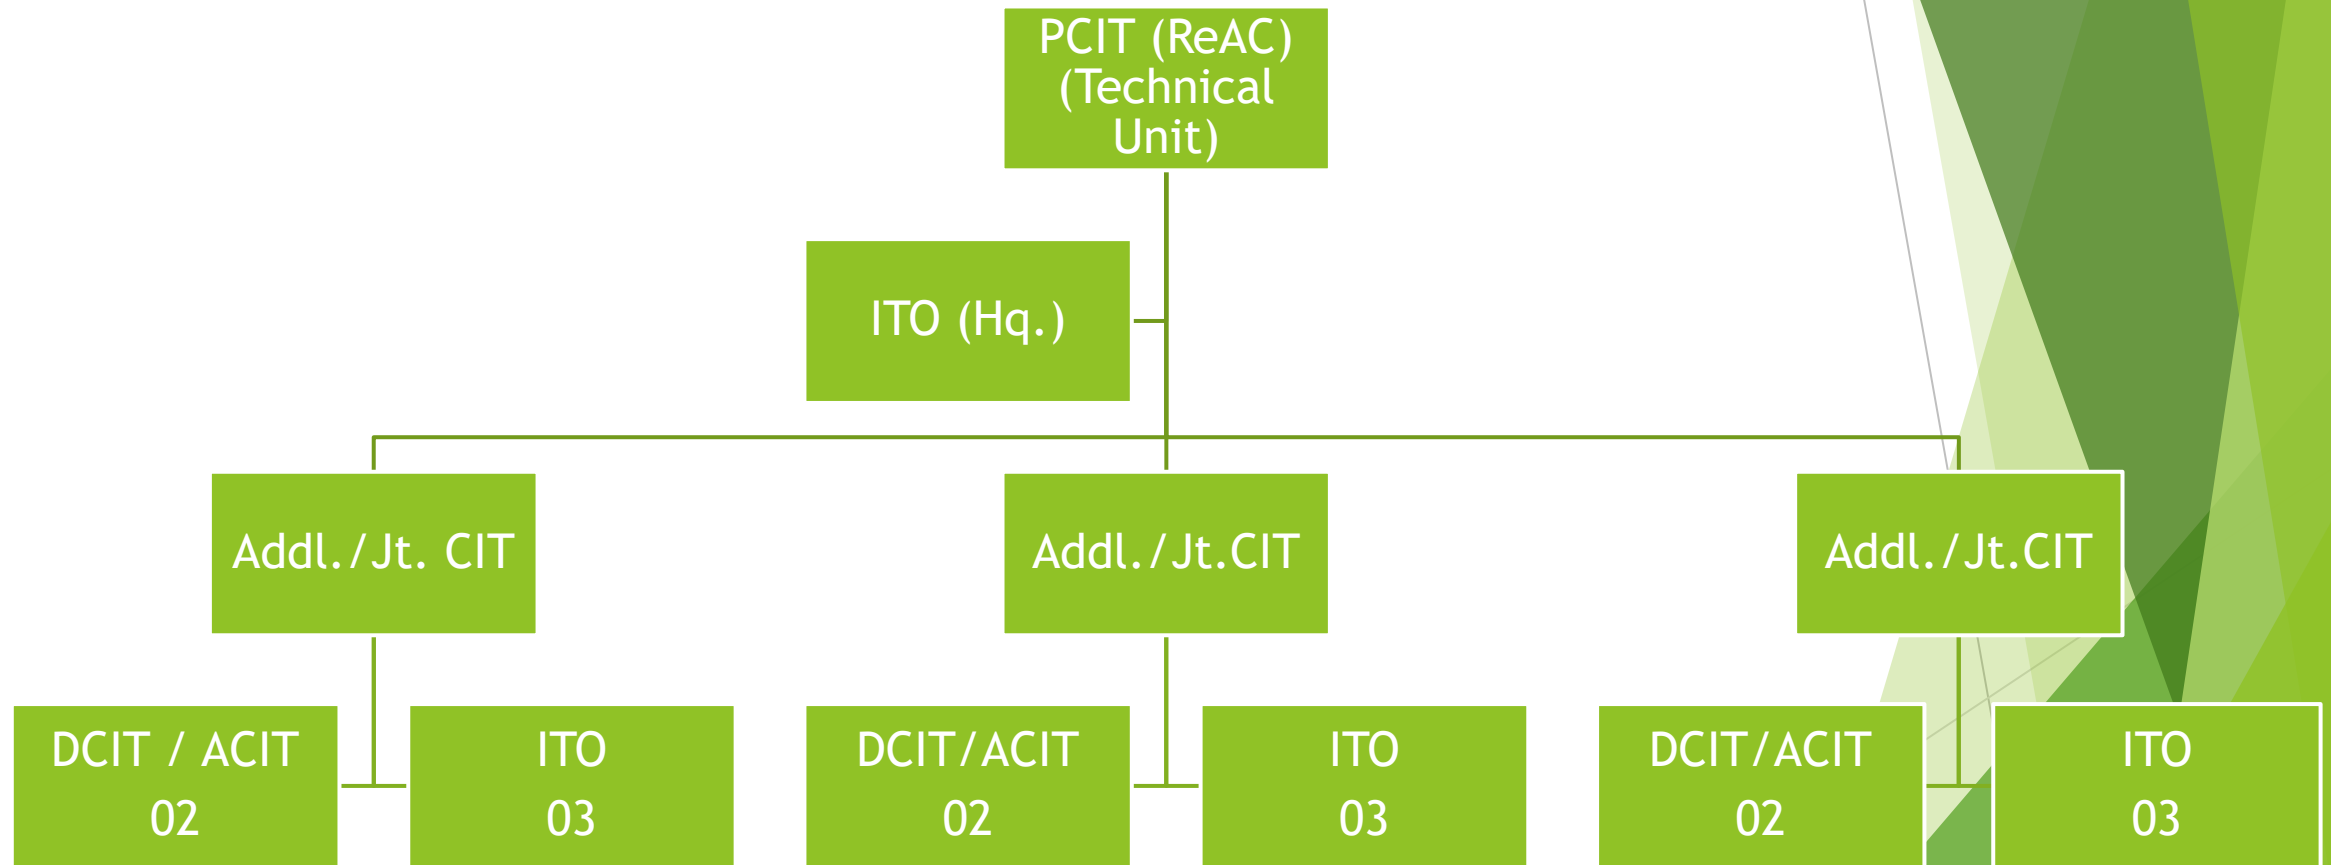 PCIT (ReAC)
(Technical
Unit)
ITO (Hq.)
Addl./Jt. CIT
Addl./Jt.CIT
Addl./Jt.CIT
DCIT / ACIT
02
ITO
03
DCIT/ACIT
02
ITO
03
DCIT/ACIT
02
ITO
03